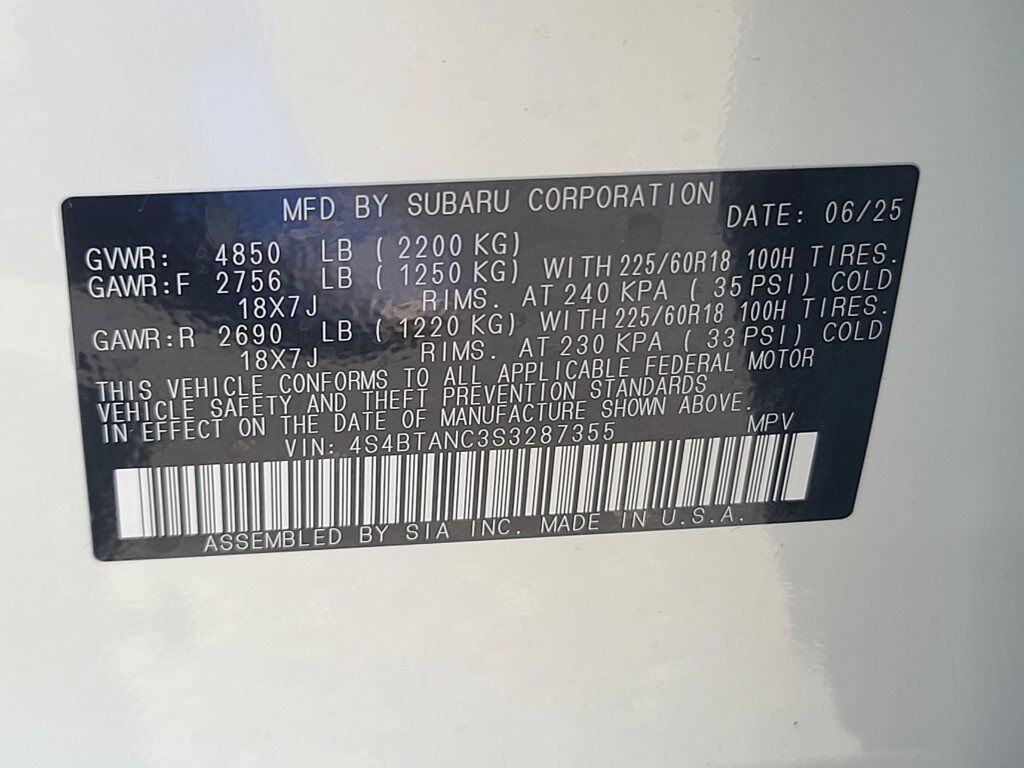 MFD BY SUBARU CORPORATION DATE: 06/25
GVWR: 4850 LB ( 2200 KG)
GAWR:F 2756 LB ( 1250 KG) WITH 225/60R18 100H TIRES.
18X7J RIMS. AT 240 KPA ( 35 PSI) COLD
GAWR:R 2690 LB ( 1220 KG) WITH 225/60R18 100H TIRES.
18X7J RIMS. AT 230 KPA ( 33 PSI) COLD
THIS VEHICLE CONFORMS TO ALL APPLICABLE FEDERAL MOTOR
VEHICLE SAFETY AND THEFT PREVENTION STANDARDS
IN EFFECT ON THE DATE OF MANUFACTURE SHOWN ABOVE.
VIN: 4S4BTANC3S3287355 MPV
ASSEMBLED BY SIA INC. MADE IN U.S.A.